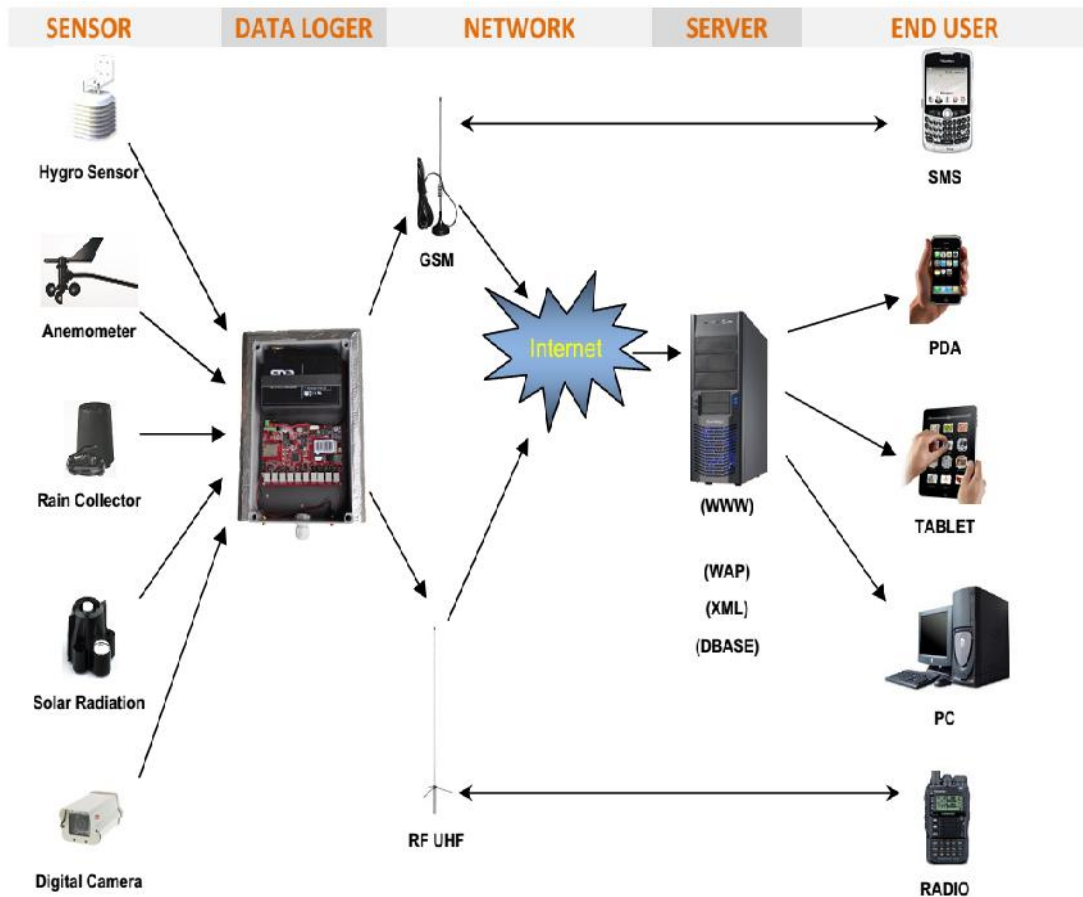 SENSOR
DATA LOGER
NETWORK
SERVER
END USER
Hygro Sensor
GSM
SMS
Anemometer
Internet
PDA
Rain Collector
(WWW)
TABLET
(WAP)
(XML)
(DBASE)
Solar Radiation
PC
RF UHF
Digital Camera
RADIO